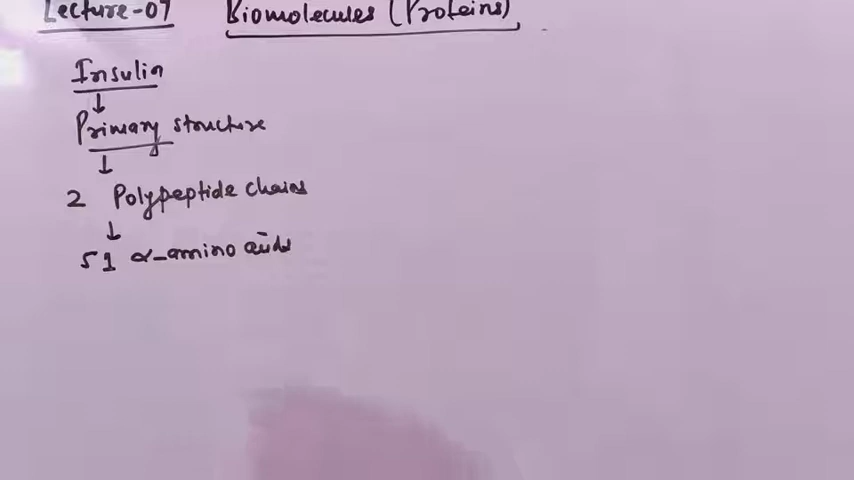 Lecture-07 Biomolecules (Proteins)
Insulin
↓
Primary structure
↓
2 Polypeptide chains
↓
51 α-amino acids